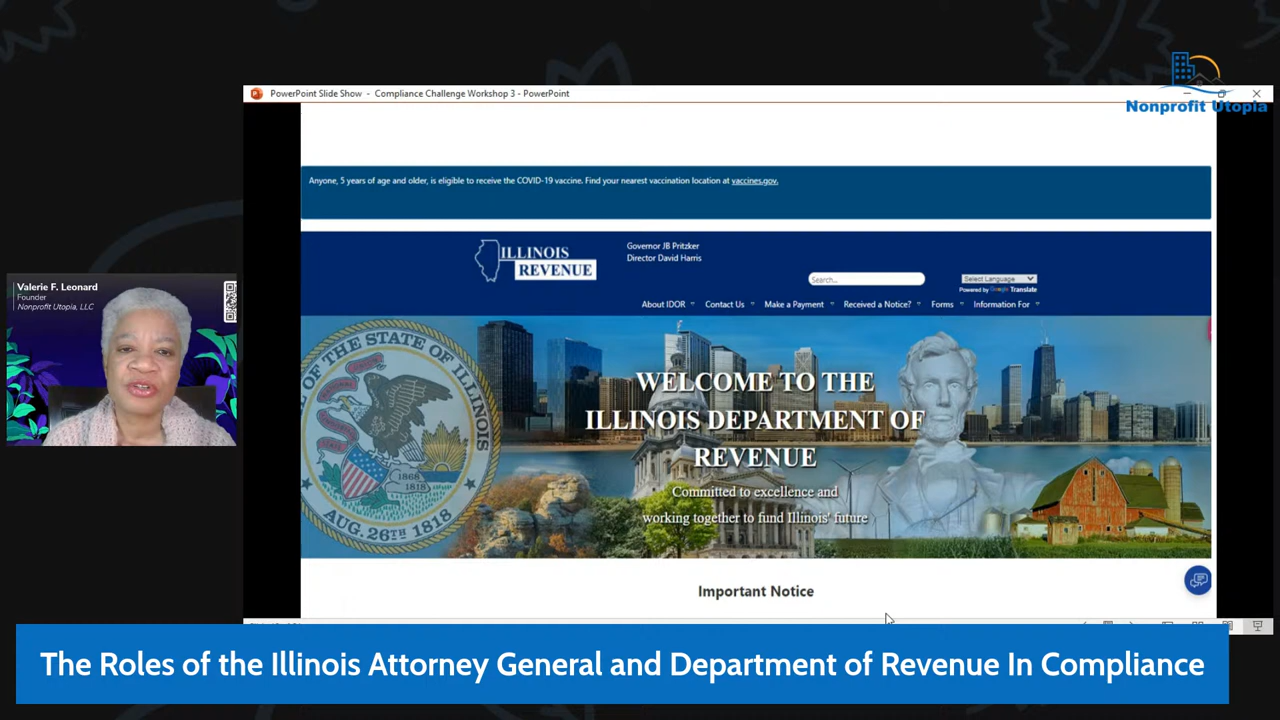 PowerPoint Slide Show - Compliance Challenge Workshop 3 - PowerPoint
Nonprofit Utopia
Anyone, 5 years of age and older, is eligible to receive the COVID-19 vaccine. Find your nearest vaccination location at vaccines.gov.
ILLINOIS
REVENUE
Governor JB Pritzker
Director David Harris
Search...
Select Language
Powered by Google Translate
About IDOR
Contact Us
Make a Payment
Received a Notice?
Forms
Information For
Valerie F. Leonard
Founder
Nonprofit Utopia, LLC
OF THE STATE OF ILLINOIS
1868
1818
AUG. 26TH 1818
WELCOME TO THE
ILLINOIS DEPARTMENT OF
REVENUE
Committed to excellence and
working together to fund Illinois' future
Important Notice
The Roles of the Illinois Attorney General and Department of Revenue In Compliance